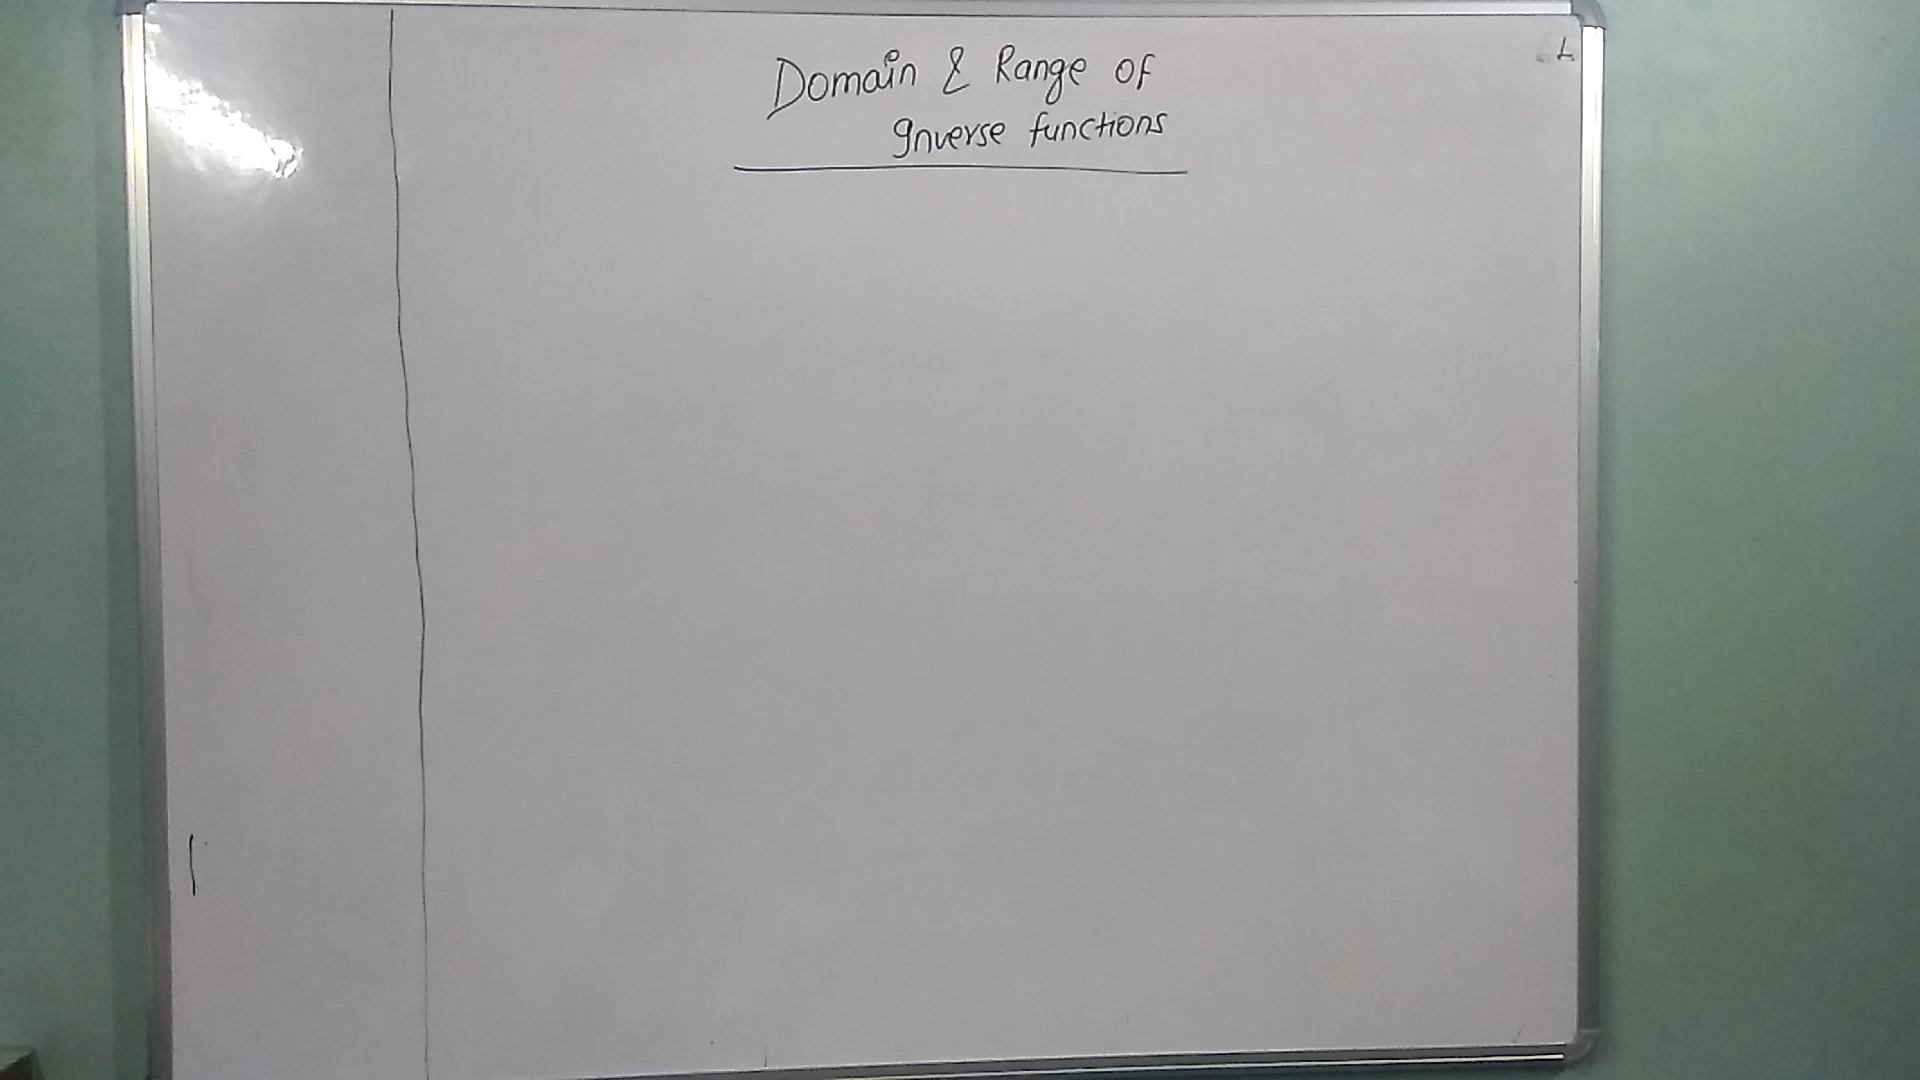 Domain & Range of
Inverse functions